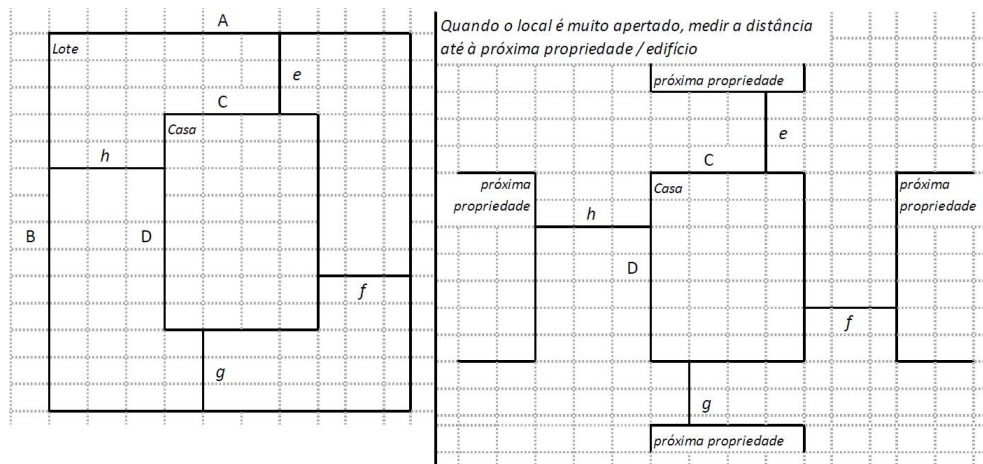 A
Lote
e
C
Casa
h
B
D
f
g
Quando o local é muito apertado, medir a distância
até à próxima propriedade / edifício
próxima propriedade
e
C
próxima
propriedade
Casa
próxima
propriedade
h
D
f
g
próxima propriedade